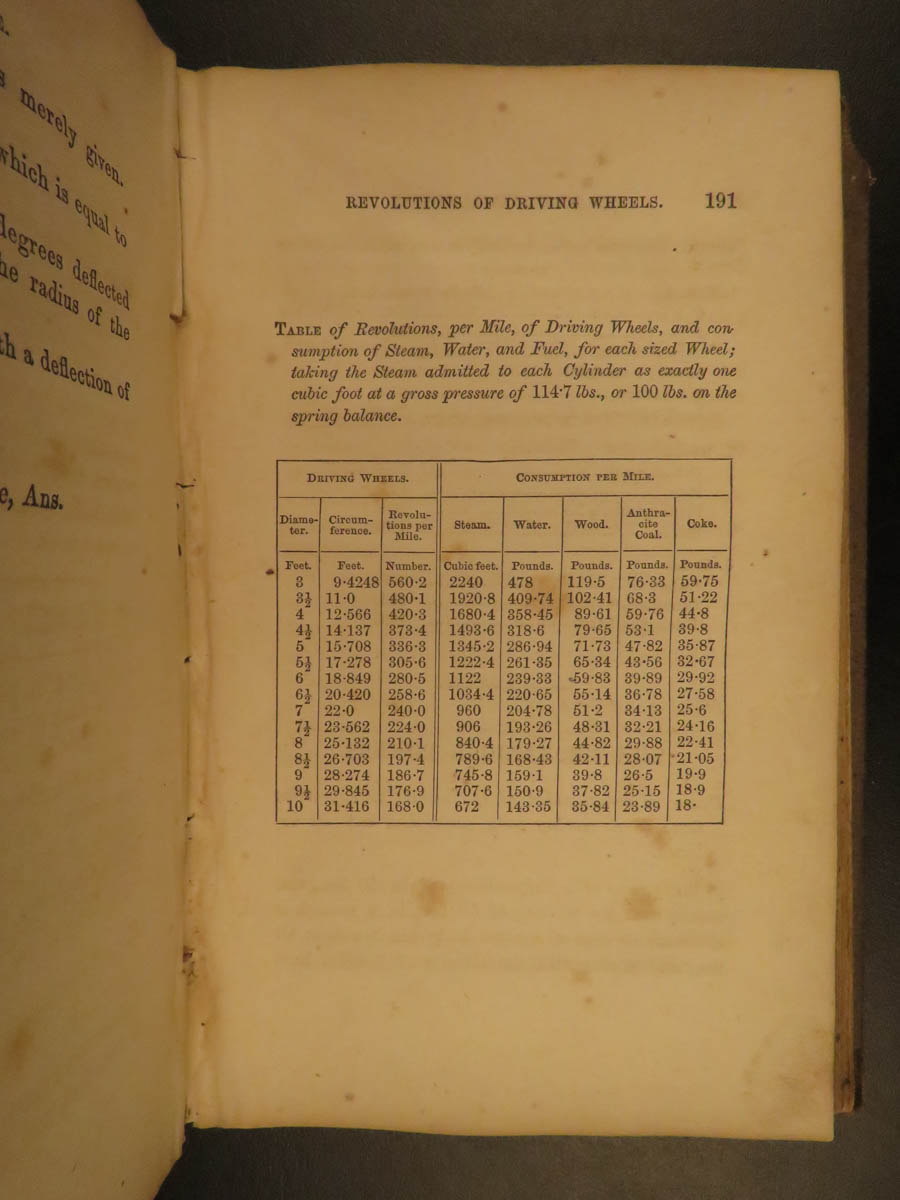 s merely given.
which is equal to
degrees deflected
the radius of the
th a deflection of
e, Ans.
REVOLUTIONS OF DRIVING WHEELS. 191
TABLE of Revolutions, per Mile, of Driving Wheels, and con-
sumption of Steam, Water, and Fuel, for each sized Wheel;
taking the Steam admitted to each Cylinder as exactly one
cubic foot at a gross pressure of 114·7 lbs., or 100 lbs. on the
spring balance.
DRIVING WHEELS. CONSUMPTION PER MILE.
Diame-ter. Circum-ference. Revolu-tions per Mile. Steam. Water. Wood. Anthra-cite Coal. Coke.
Feet. Feet. Number. Cubic feet. Pounds. Pounds. Pounds. Pounds.
3 9·4248 560·2 2240 478 119·5 76·33 59·75
3½ 11·0 480·1 1920·8 409·74 102·41 68·3 51·22
4 12·566 420·3 1680·4 358·45 89·61 59·76 44·8
4½ 14·137 373·4 1493·6 318·6 79·65 53·1 39·8
5 15·708 336·3 1345·2 286·94 71·73 47·82 35·87
5½ 17·278 305·6 1222·4 261·35 65·34 43·56 32·67
6 18·849 280·5 1122 239·33 59·83 39·89 29·92
6½ 20·420 258·6 1034·4 220·65 55·14 36·78 27·58
7 22·0 240·0 960 204·78 51·2 34·13 25·6
7½ 23·562 224·0 906 193·26 48·31 32·21 24·16
8 25·132 210·1 840·4 179·27 44·82 29·88 22·41
8½ 26·703 197·4 789·6 168·43 42·11 28·07 21·05
9 28·274 186·7 745·8 159·1 39·8 26·5 19·9
9½ 29·845 176·9 707·6 150·9 37·82 25·15 18·9
10 31·416 168·0 672 143·35 35·84 23·89 18·